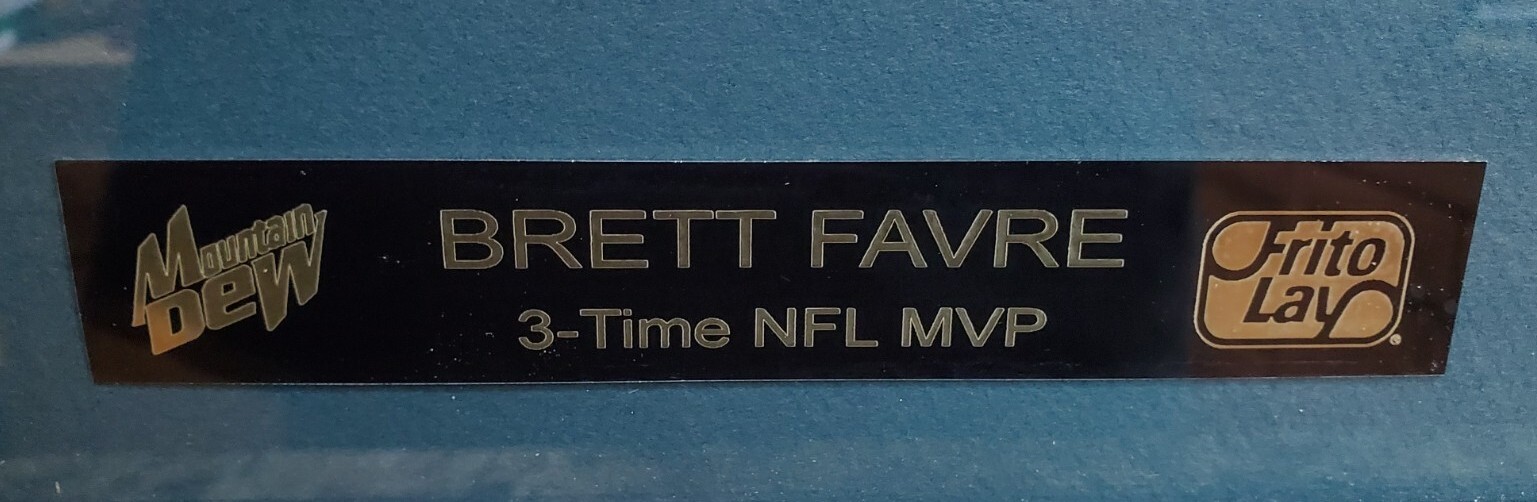 Mountain
Dew
BRETT FAVRE
3-Time NFL MVP
Frito
Lay